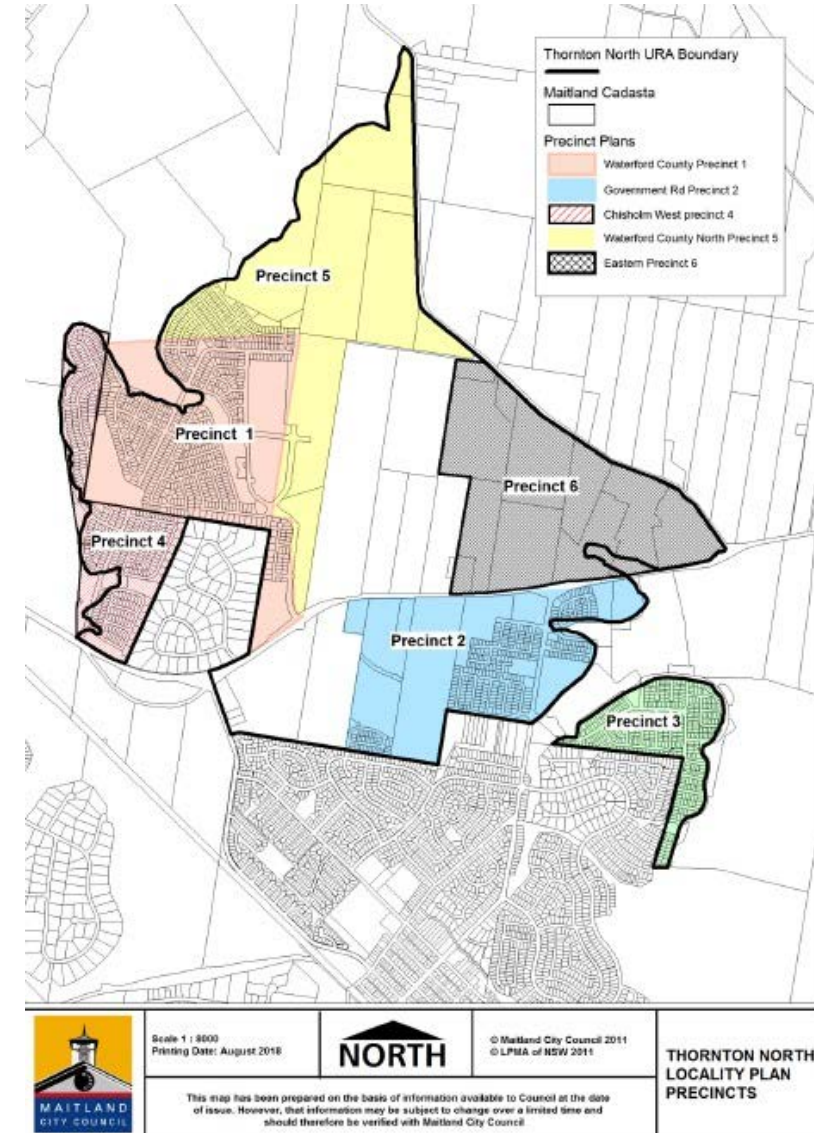 Thornton North URA Boundary
Maitland Cadasta
Precinct Plans
Waterford County Precinct 1
Government Rd Precinct 2
Chisholm West precinct 4
Waterford County North Precinct 5
Eastern Precinct 6
Precinct 5
Precinct 1
Precinct 6
Precinct 4
Precinct 2
Precinct 3
MAITLAND
CITY COUNCIL
Scale 1 : 8000
Printing Date: August 2018
NORTH
© Maitland City Council 2011
© LPMA of NSW 2011
This map has been prepared on the basis of information available to Council at the date
of issue. However, that information may be subject to change over a limited time and
should therefore be verified with Maitland City Council
THORNTON NORTH
LOCALITY PLAN
PRECINCTS